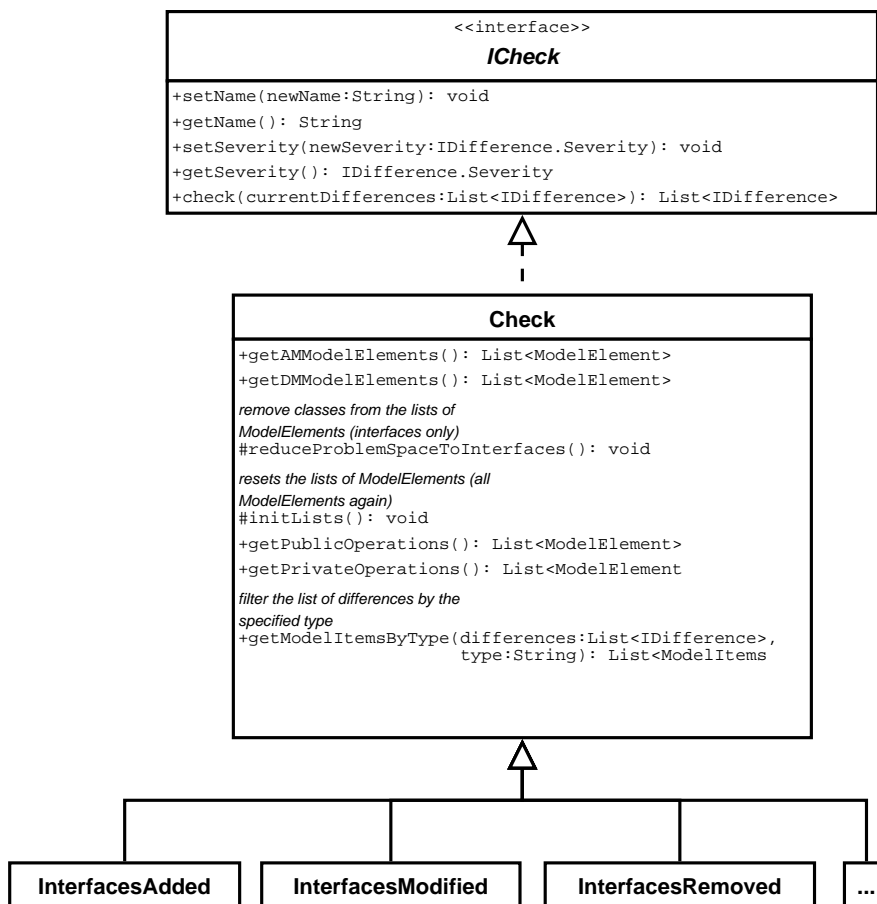 <<interface>>
ICheck
+setName(newName:String): void
+getName(): String
+setSeverity(newSeverity:IDifference.Severity): void
+getSeverity(): IDifference.Severity
+check(currentDifferences:List<IDifference>): List<IDifference>
Check
+getAMModelElements(): List<ModelElement>
+getDMModelElements(): List<ModelElement>
remove classes from the lists of
ModelElements (interfaces only)
#reduceProblemSpaceToInterfaces(): void
resets the lists of ModelElements (all
ModelElements again)
#initLists(): void
+getPublicOperations(): List<ModelElement>
+getPrivateOperations(): List<ModelElement
filter the list of differences by the
specified type
+getModelItemsByType(differences:List<IDifference>,
type:String): List<ModelItems
InterfacesAdded
InterfacesModified
InterfacesRemoved
...